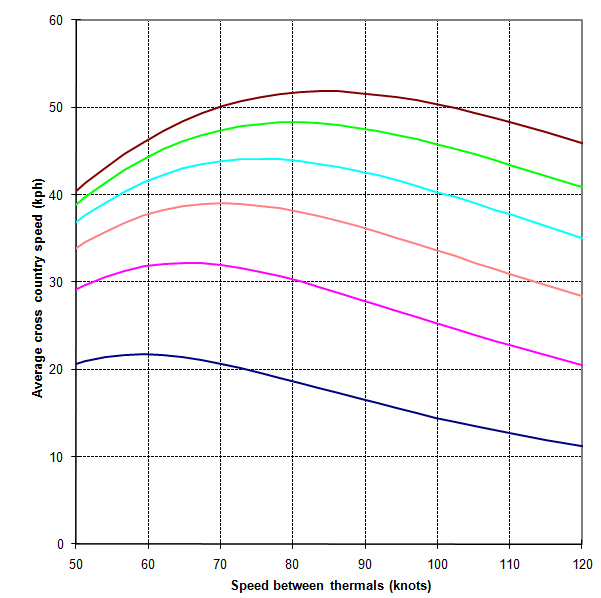 60
50
40
30
20
10
0
Average cross country speed (kph)
50 60 70 80 90 100 110 120
Speed between thermals (knots)